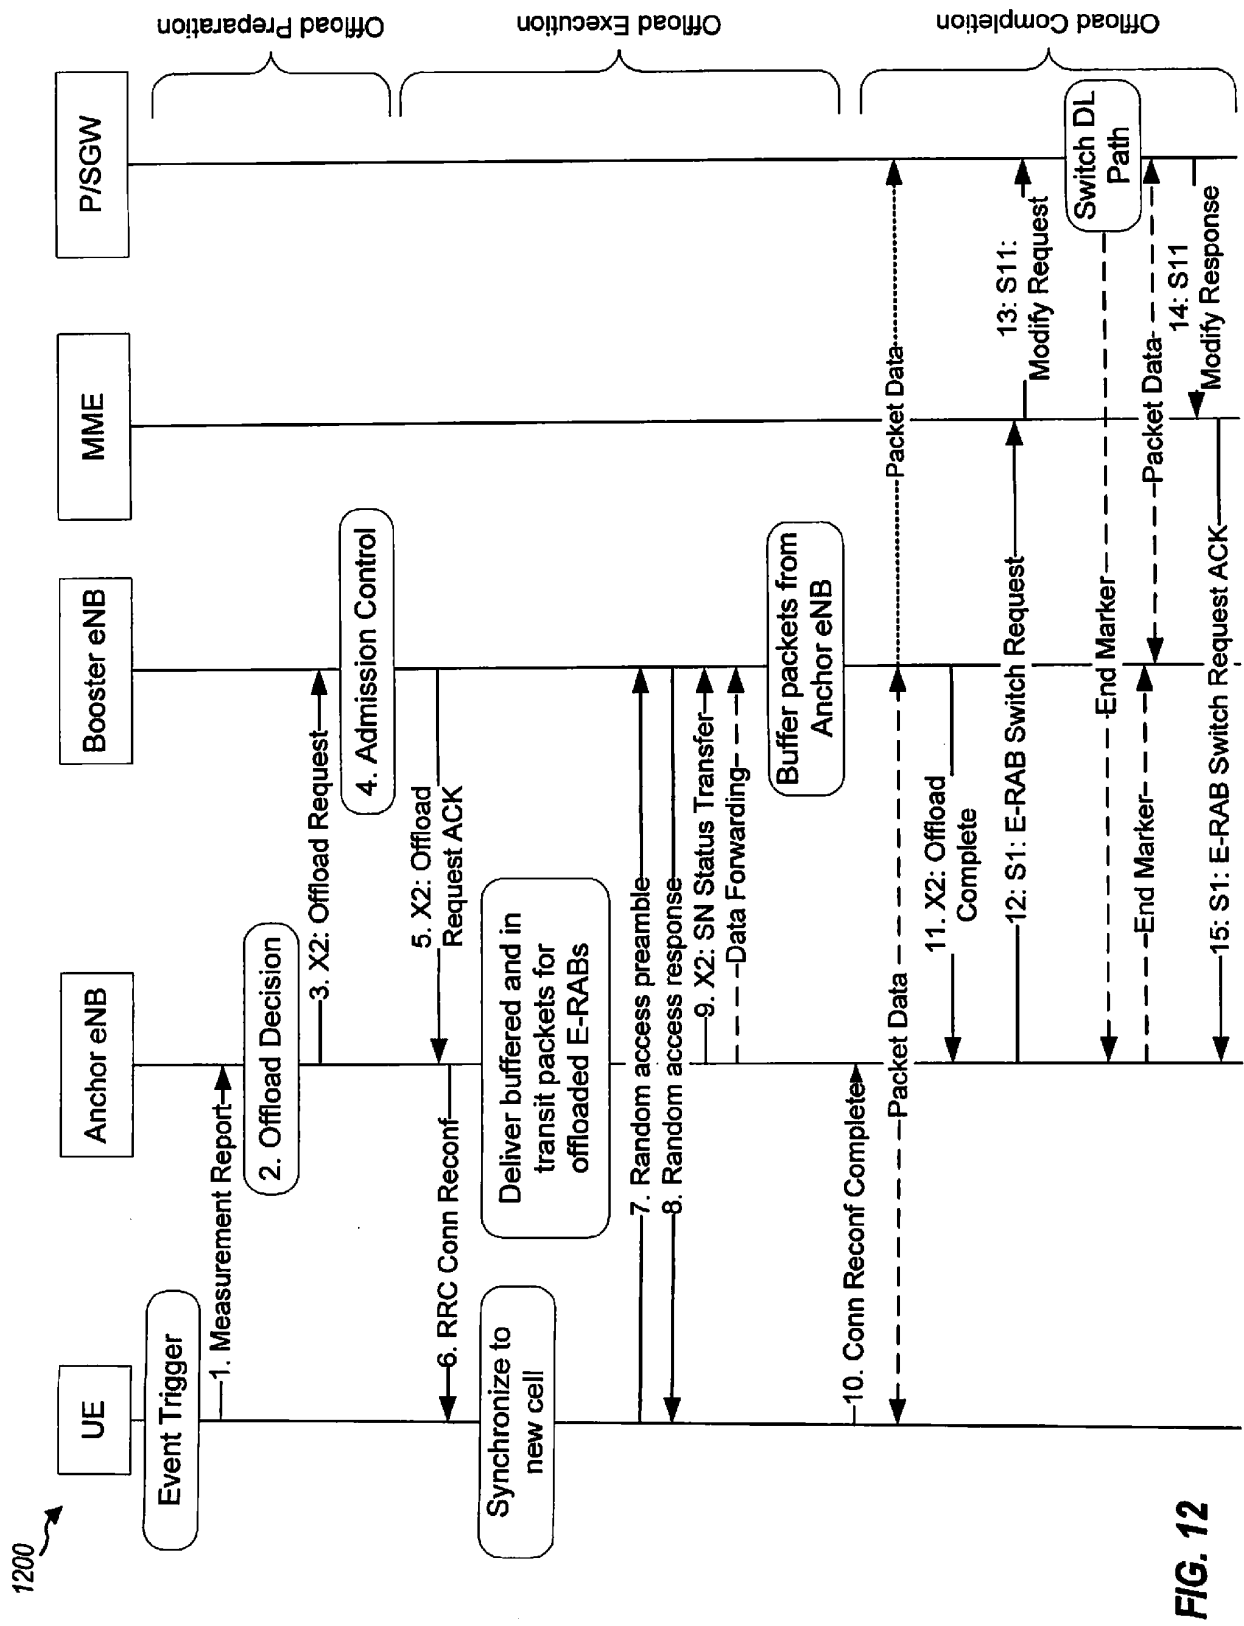 1200
UE
Anchor eNB
Booster eNB
MME
P/SGW
Event Trigger
1. Measurement Report
2. Offload Decision
3. X2: Offload Request
4. Admission Control
Offload Preparation
5. X2: Offload
Request ACK
6. RRC Conn Reconf
Synchronize to
new cell
Deliver buffered and in
transit packets for
offloaded E-RABs
7. Random access preamble
8. Random access response
9. X2: SN Status Transfer
Data Forwarding
Buffer packets from
Anchor eNB
Offload Execution
10. Conn Reconf Complete
Packet Data
Packet Data
11. X2: Offload
Complete
12: S1: E-RAB Switch Request
13: S11:
Modify Request
Switch DL
Path
End Marker
End Marker
Packet Data
14: S11
Modify Response
15: S1: E-RAB Switch Request ACK
Offload Completion
FIG. 12